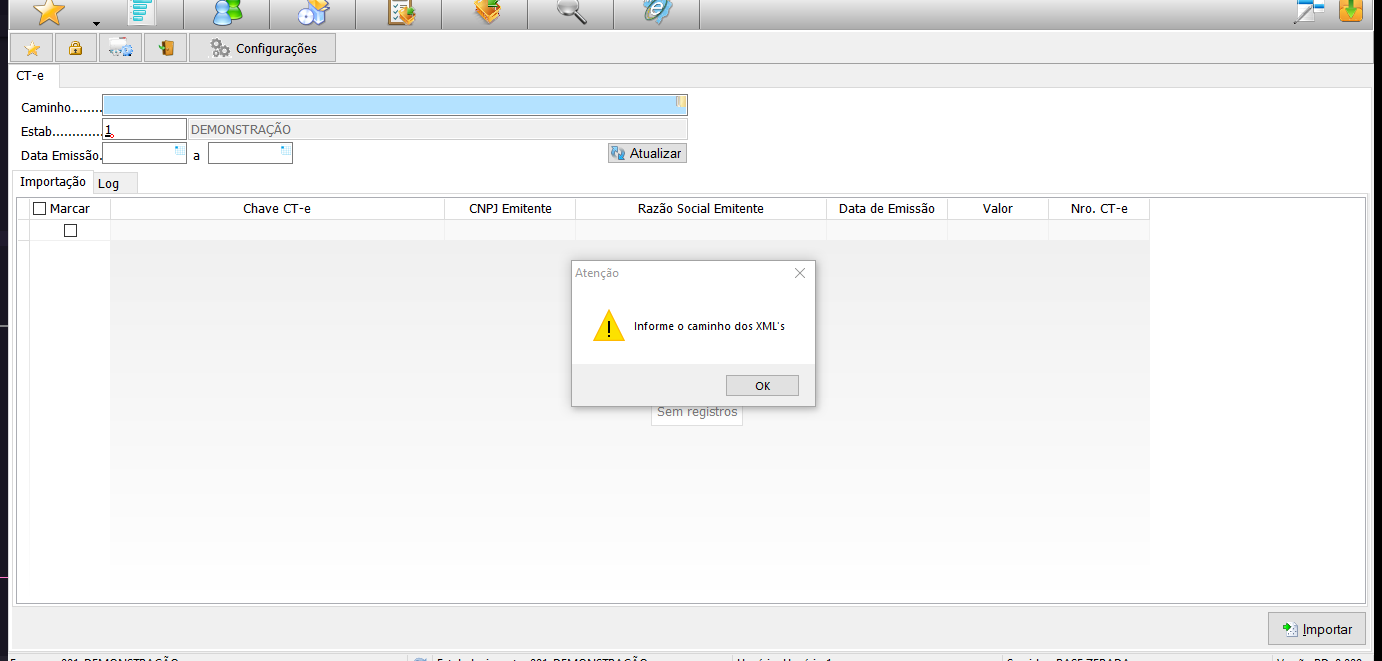 Configurações
CT-e
Caminho........
Estab............ 1 DEMONSTRAÇÃO
Data Emissão. a Atualizar
Importação Log
Marcar Chave CT-e CNPJ Emitente Razão Social Emitente Data de Emissão Valor Nro. CT-e
Atenção
Informe o caminho dos XML's
OK
Sem registros
Importar